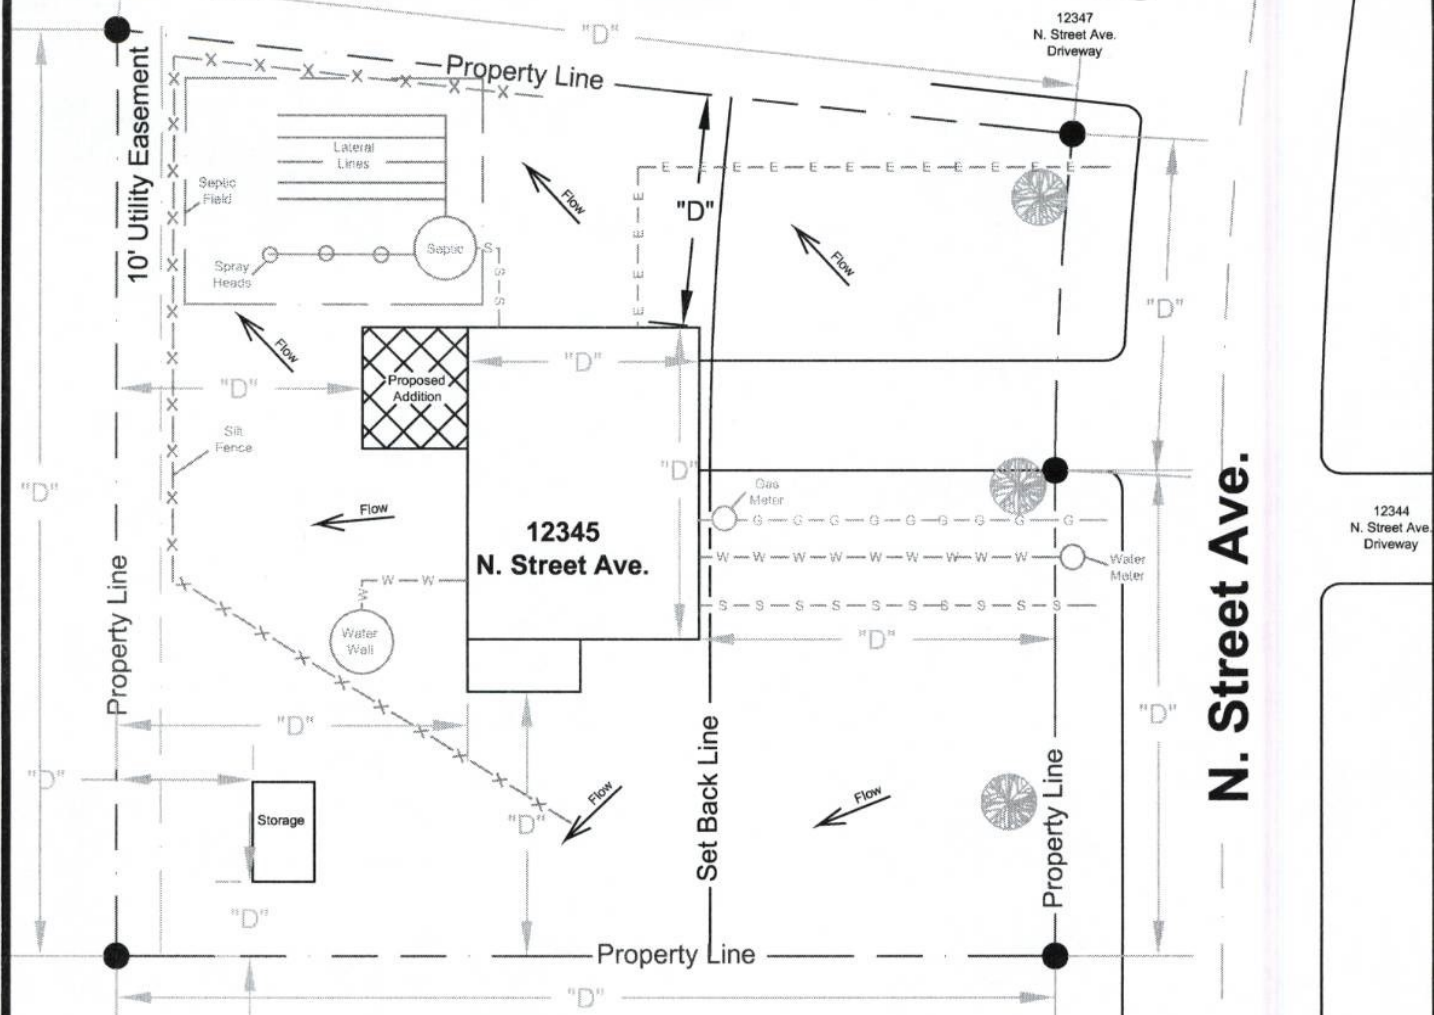 "D"
12347
N. Street Ave.
Driveway
Property Line
10' Utility Easement
X X X X X X X
Lateral
Lines
Septic
Field
Septic
Spray
Heads
S
S
S
Flow
E E E E E E E E E E E E
E
E
E
E
"D"
Flow
"D"
Flow
"D"
"D"
Proposed
Addition
Silt
Fence
"D"
"D"
Flow
Gas
Meter
G G G G G G G G G
12345
N. Street Ave.
W W W W W W W W W
Water
Meter
W W
W
Water
Wall
S S S S S S S S S S
"D"
Property Line
N. Street Ave.
12344
N. Street Ave.
Driveway
"D"
"D"
"D"
Set Back Line
Property Line
Storage
"D"
Flow
Flow
"D"
Property Line
"D"